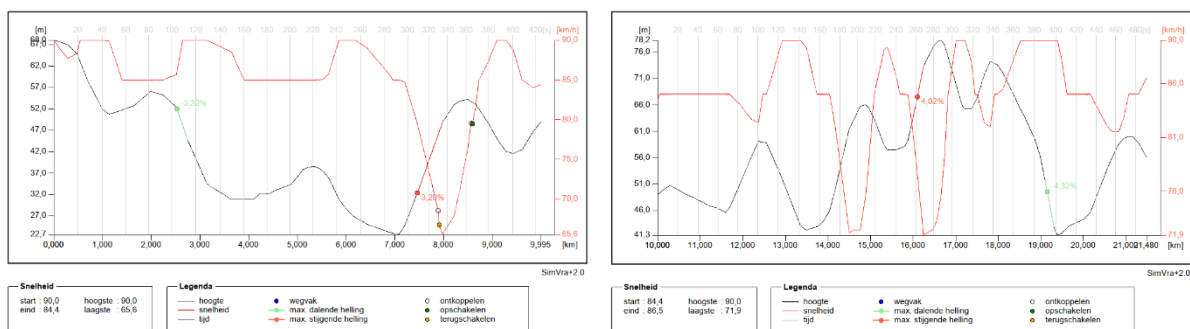 [m] 20 40 60 80 100 120 140 160 180 200 220 240 260 280 300 320 340 360 380 400 420[s] [km/h]
67,0
62,0
57,0
52,0
47,0
42,0
37,0
32,0
27,0
22,7
90,0
85,0
80,0
75,0
70,0
65,6
-3,32%
3,20%
0,000 1,000 2,000 3,000 4,000 5,000 6,000 7,000 8,000 9,000 9,995
[km] [km]
SimVra+2.0
Snelheid
start : 90,0 hoogste : 90,0
eind : 84,4 laagste : 65,6
Legenda
hoogte wegvak ontkoppelen
snelheid max. dalende helling opschakelen
tijd max. stijgende helling terugschakelen
[m] 20 40 60 80 100 120 140 160 180 200 220 240 260 280 300 320 340 360 380 400 420 440 460 480[s] [km/h]
78,2
76,0
71,0
66,0
61,0
56,0
51,0
46,0
41,3
90,0
86,0
81,0
76,0
71,9
4,02%
-4,32%
10,000 11,000 12,000 13,000 14,000 15,000 16,000 17,000 18,000 19,000 20,000 21,480
[km] [km]
SimVra+2.0
Snelheid
start : 84,4 hoogste : 90,0
eind : 86,5 laagste : 71,9
Legenda
hoogte wegvak ontkoppelen
snelheid max. dalende helling opschakelen
tijd max. stijgende helling terugschakelen